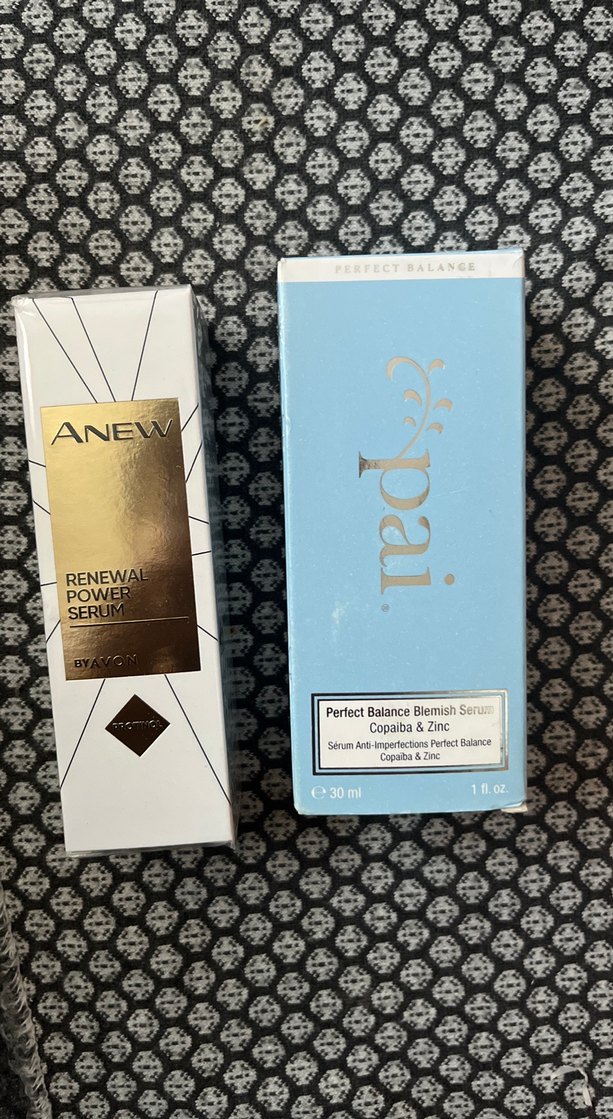 ANEW
RENEWAL
POWER
SERUM
BY AVON
PROTINOL
PERFECT BALANCE
pai®
Perfect Balance Blemish Serum
Copaiba & Zinc
Sérum Anti-Imperfections Perfect Balance
Copaiba & Zinc
℮ 30 ml
1 fl. oz.